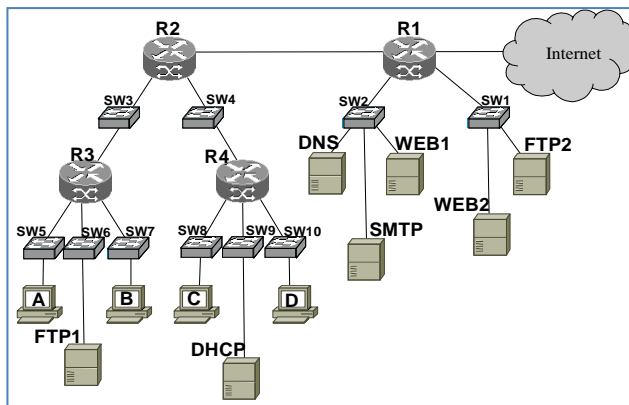 R2
R1
Internet
SW3
SW4
SW2
SW1
DNS
WEB1
FTP2
R3
R4
WEB2
SW5
SW6
SW7
SW8
SW9
SW10
SMTP
A
B
C
D
FTP1
DHCP